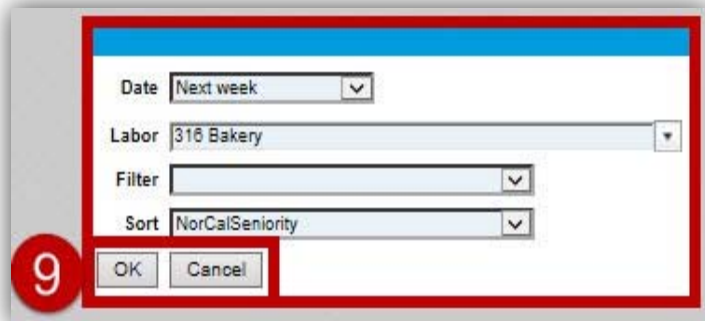 Date Next week
Labor 316 Bakery
Filter
Sort NorCalSeniority
9 OK Cancel